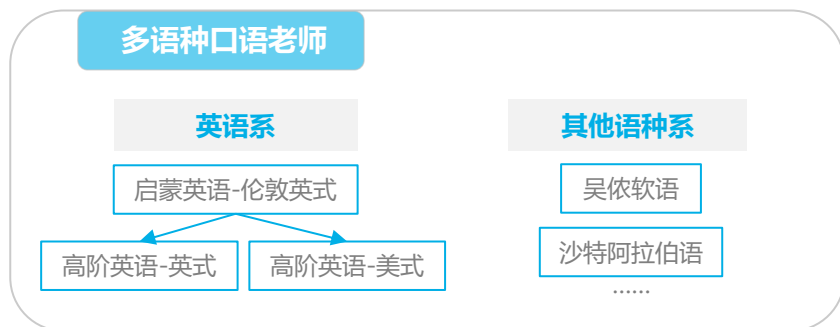 多语种口语老师
英语系
其他语种系
启蒙英语-伦敦英式
吴侬软语
高阶英语-英式
高阶英语-美式
沙特阿拉伯语
......